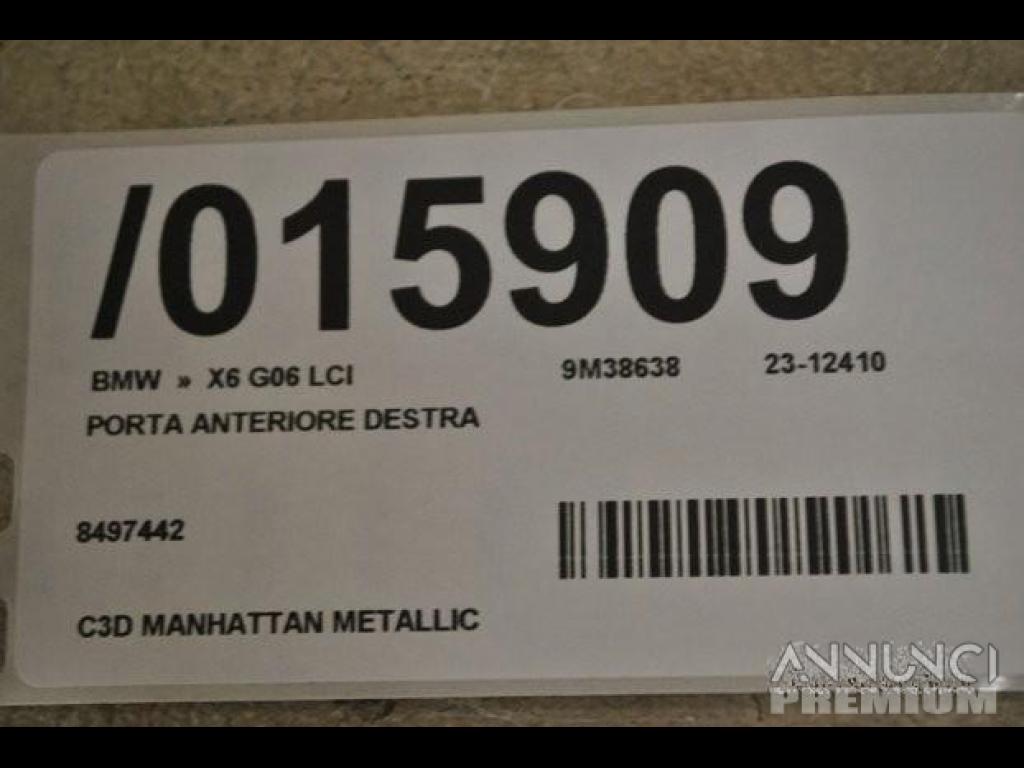 /015909
BMW » X6 G06 LCI 9M38638 23-12410
PORTA ANTERIORE DESTRA
8497442
C3D MANHATTAN METALLIC
ANNUNCI
PREMIUM